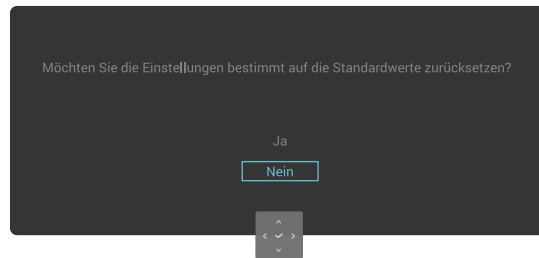 Möchten Sie die Einstellungen bestimmt auf die Standardwerte zurücksetzen?
Ja
Nein